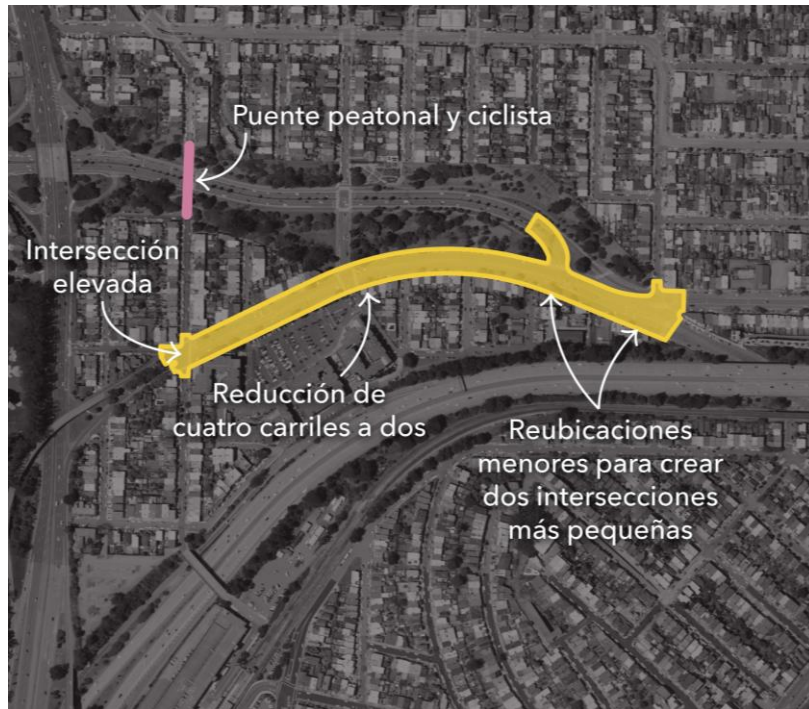 Puente peatonal y ciclista
Intersección
elevada
Reducción de
cuatro carriles a dos
Reubicaciones
menores para crear
dos intersecciones
más pequeñas